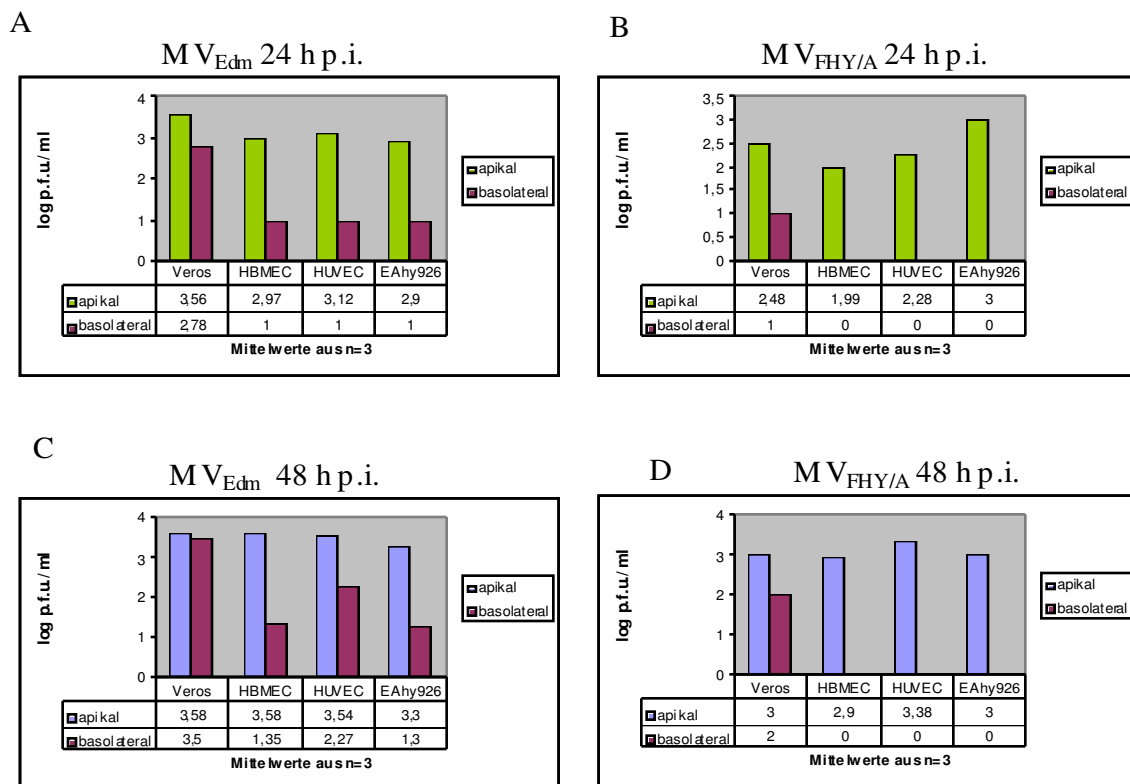 A
MV_Edm 24 h p.i.
log p.f.u./ ml
4
3
2
1
0
Veros HBMEC HUVEC EAhy926
apikal 3,56 2,97 3,12 2,9
basolateral 2,78 1 1 1
Mittelwerte aus n=3
apikal
basolateral
B
MV_FHY/A 24 h p.i.
log p.f.u./ ml
3,5
3
2,5
2
1,5
1
0,5
0
Veros HBMEC HUVEC EAhy926
apikal 2,48 1,99 2,28 3
basolateral 1 0 0 0
Mittelwerte aus n=3
apikal
basolateral
C
MV_Edm 48 h p.i.
log p.f.u./ ml
4
3
2
1
0
Veros HBMEC HUVEC EAhy926
apikal 3,58 3,58 3,54 3,3
basolateral 3,5 1,35 2,27 1,3
Mittelwerte aus n=3
apikal
basolateral
D
MV_FHY/A 48 h p.i.
log p.f.u./ ml
4
3
2
1
0
Veros HBMEC HUVEC EAhy926
apikal 3 2,9 3,38 3
basolateral 2 0 0 0
Mittelwerte aus n=3
apikal
basolateral